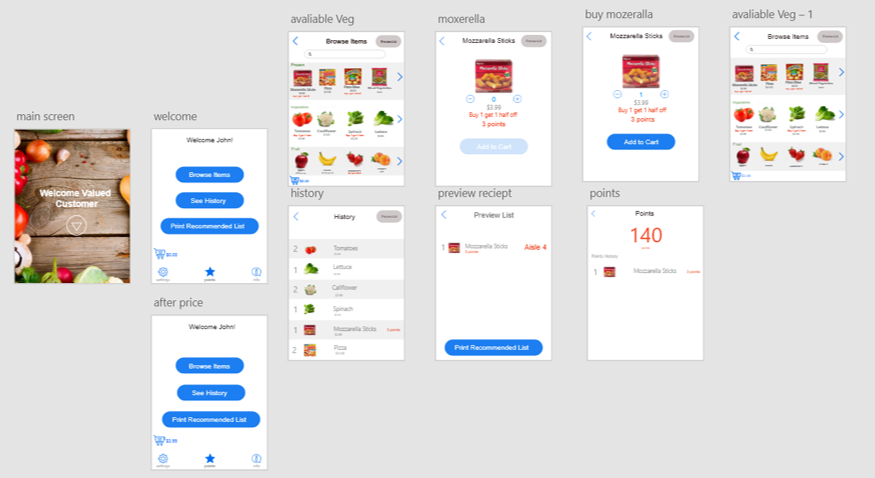 main screen
Welcome Valued
Customer
welcome
Welcome John!
Browse Items
See History
Print Recommended List
$0.00
settings
points
info
after price
Welcome John!
Browse Items
See History
Print Recommended List
$3.99
settings
points
info
avaliable Veg
Browse Items
Frozen
Mozzarella Sticks
Pizza
Mixed Vegetables
Vegetables
Tomatoes
Cauliflower
Spinach
Lettuce
Fruit
$0.00
moxerella
Mozzarella Sticks
0
$3.99
Buy 1 get 1 half off
3 points
Add to Cart
buy mozeralla
Mozzarella Sticks
1
$3.99
Buy 1 get 1 half off
3 points
Add to Cart
avaliable Veg – 1
Browse Items
Tomatoes
Cauliflower
Spinach
Lettuce
Fruit
$3.99
history
History
2 Tomatoes
1 Lettuce
2 Califlower
1 Spinach
1 Mozzarella Sticks 3 points
2 Pizza
preview reciept
Preview List
1 Mozzarella Sticks Aisle 4
3 points
Print Recommended List
points
Points
140
points
Points History
1 Mozzarella Sticks 3 points